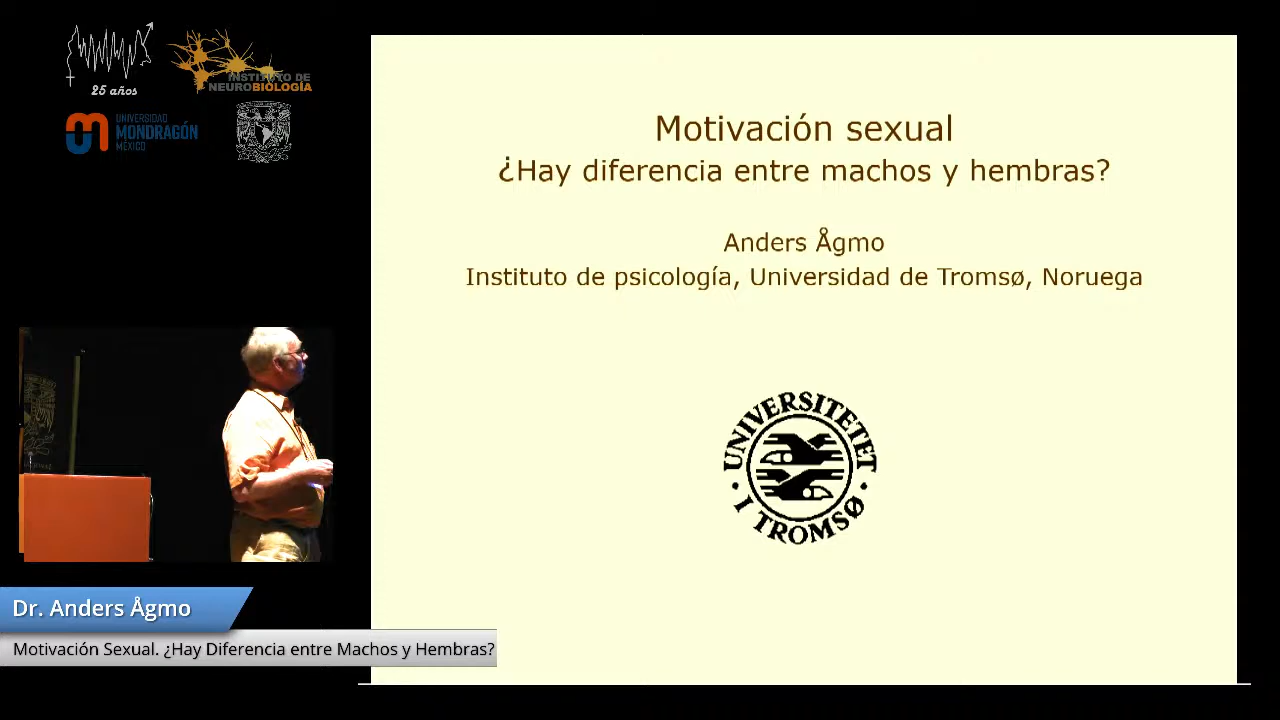 25 años
INSTITUTO DE
NEUROBIOLOGÍA
UNIVERSIDAD
MONDRAGÓN
MÉXICO
Motivación sexual
¿Hay diferencia entre machos y hembras?
Anders Ågmo
Instituto de psicología, Universidad de Tromsø, Noruega
UNIVERSITETET
I TROMSØ
Dr. Anders Ågmo
Motivación Sexual. ¿Hay Diferencia entre Machos y Hembras?